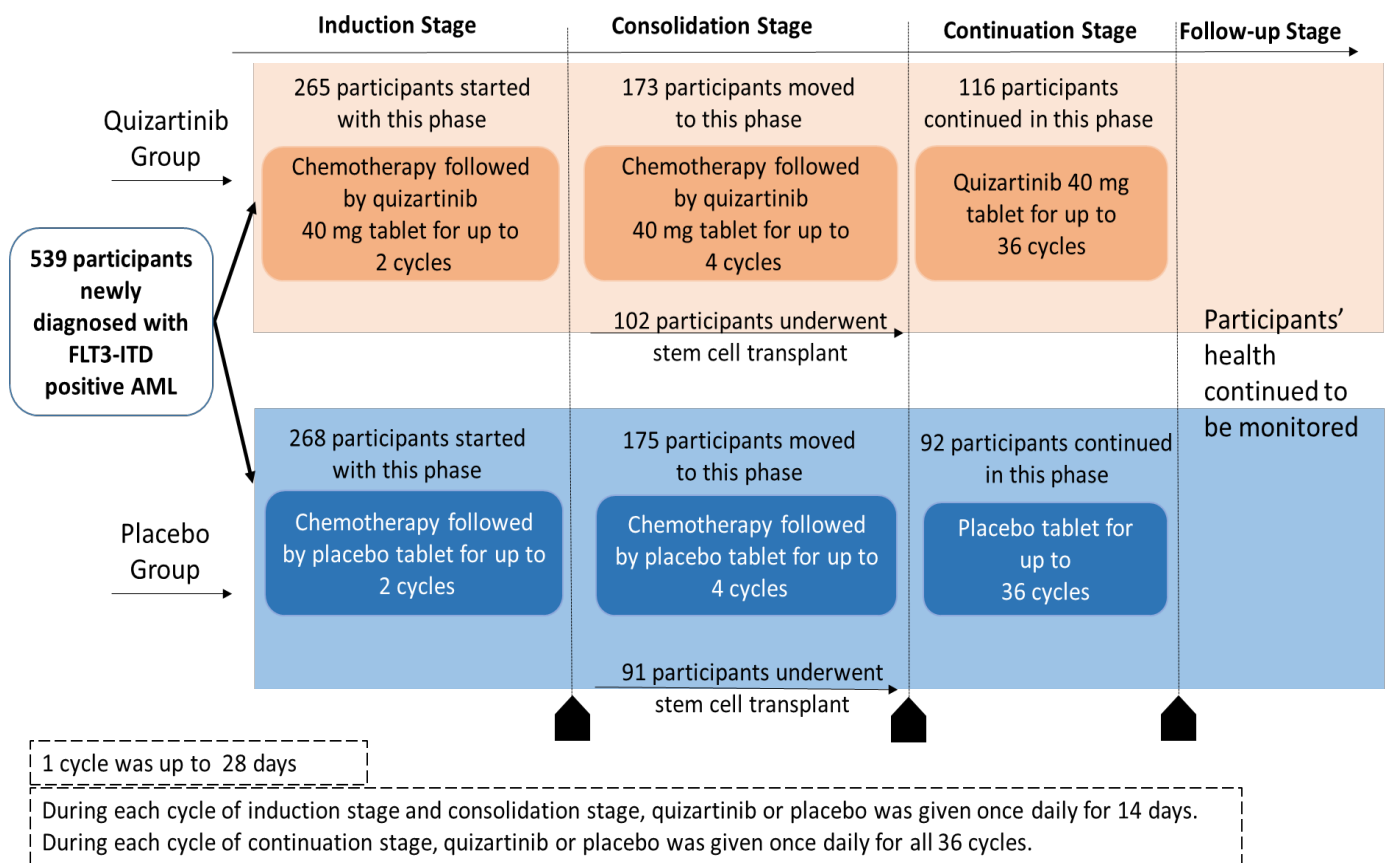 Induction Stage
Consolidation Stage
Continuation Stage
Follow-up Stage
Quizartinib
Group
265 participants started
with this phase
Chemotherapy followed
by quizartinib
40 mg tablet for up to
2 cycles
173 participants moved
to this phase
Chemotherapy followed
by quizartinib
40 mg tablet for up to
4 cycles
116 participants
continued in this phase
Quizartinib 40 mg
tablet for up to
36 cycles
539 participants
newly
diagnosed with
FLT3-ITD
positive AML
102 participants underwent
stem cell transplant
Participants’
health
continued to
be monitored
Placebo
Group
268 participants started
with this phase
Chemotherapy followed
by placebo tablet for up to
2 cycles
175 participants moved
to this phase
Chemotherapy followed
by placebo tablet for up to
4 cycles
92 participants continued
in this phase
Placebo tablet for
up to
36 cycles
91 participants underwent
stem cell transplant
1 cycle was up to 28 days
During each cycle of induction stage and consolidation stage, quizartinib or placebo was given once daily for 14 days.
During each cycle of continuation stage, quizartinib or placebo was given once daily for all 36 cycles.